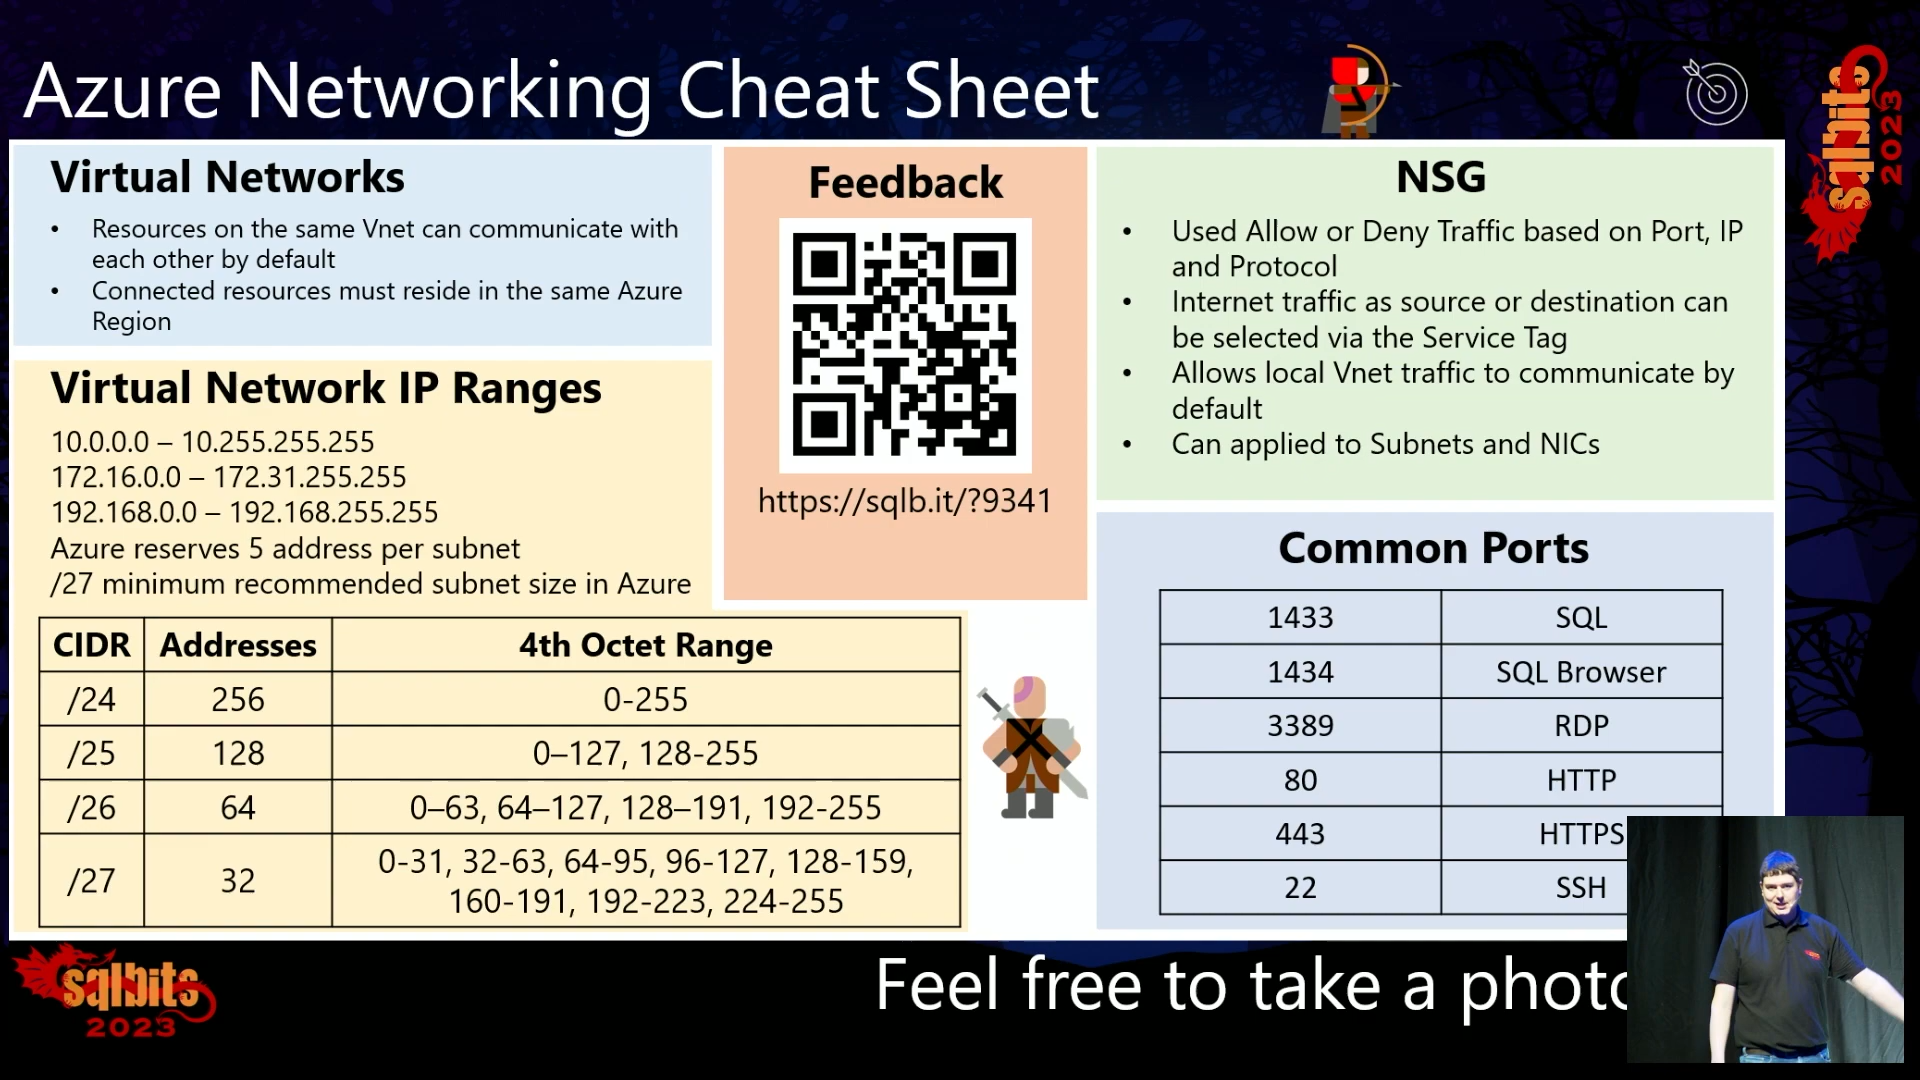 Azure Networking Cheat Sheet
sqlbits
2023
Virtual Networks
• Resources on the same Vnet can communicate with
each other by default
• Connected resources must reside in the same Azure
Region
Virtual Network IP Ranges
10.0.0.0 – 10.255.255.255
172.16.0.0 – 172.31.255.255
192.168.0.0 – 192.168.255.255
Azure reserves 5 address per subnet
/27 minimum recommended subnet size in Azure
CIDR Addresses 4th Octet Range
/24 256 0-255
/25 128 0–127, 128-255
/26 64 0–63, 64–127, 128–191, 192-255
/27 32 0-31, 32-63, 64-95, 96-127, 128-159,
160-191, 192-223, 224-255
Feedback
https://sqlb.it/?9341
NSG
• Used Allow or Deny Traffic based on Port, IP
and Protocol
• Internet traffic as source or destination can
be selected via the Service Tag
• Allows local Vnet traffic to communicate by
default
• Can applied to Subnets and NICs
Common Ports
1433 SQL
1434 SQL Browser
3389 RDP
80 HTTP
443 HTTPS
22 SSH
sqlbits
2023
Feel free to take a photo